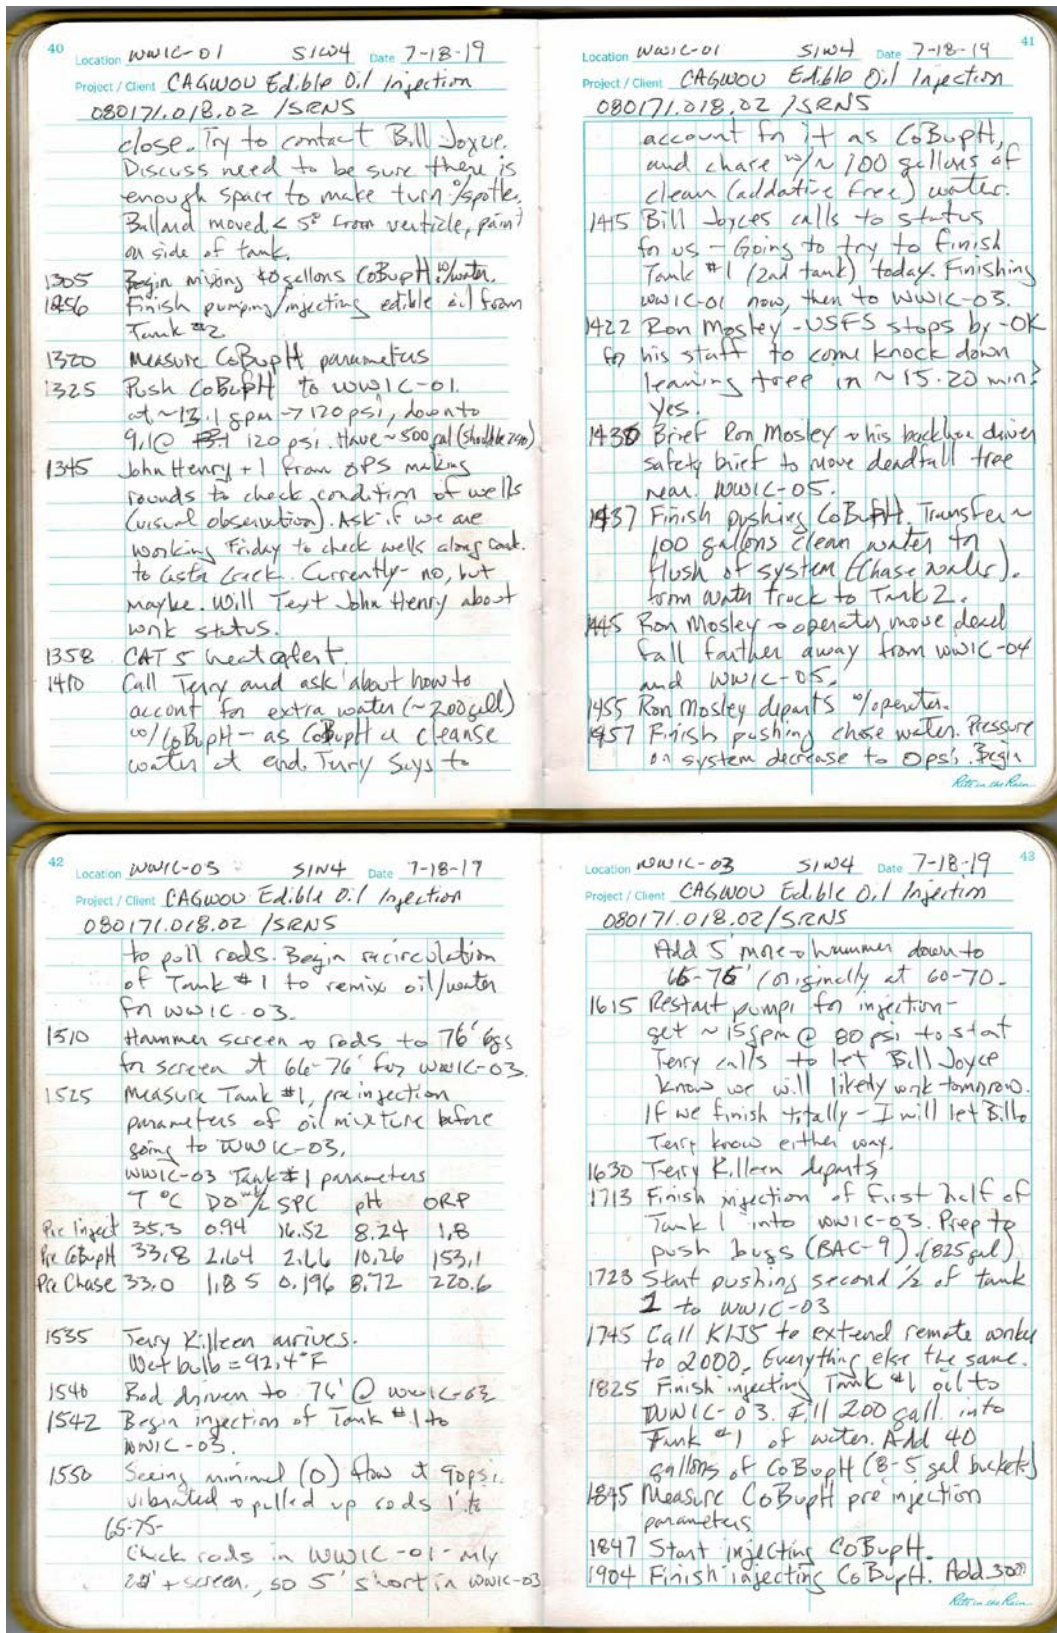 40
Location WWIC-01 SIW4 Date 7-18-19
Project / Client CAGWOU Edible Oil Injection
080171.018.02 /SRNS
close. Try to contact Bill Joyce.
Discuss need to be sure there is
enough space to make turn w/spotter.
Bollard moved < 5° from verticle, paint
on side of tank.
1305 Begin mixing 40 gallons CoBupH w/water.
1256 Finish pumping/injecting edible oil from
Tank #2
1320 Measure CoBupH parameters
1325 Push CoBupH to WWIC-01.
at ~13.1 gpm → 120 psi, down to
9.1 @ 120 psi. Have ~500 gal (should be 240)
1345 John Henry + 1 from OPS making
rounds to check condition of wells
(visual observation). Ask if we are
working Friday to check wells along
to Creek. Currently - no, but
maybe. Will Text John Henry about
work status.
1358 CAT 5 heat alert.
1410 Call Terry and ask about how to
accont for extra water (~200 gall)
w/CoBupH - as CoBupH or cleanse
water at end. Terry says to
41
Location WWIC-01 SIW4 Date 7-18-19
Project / Client CAGWOU Edible Oil Injection
080171.018.02 /SRNS
account for it as CoBupH,
and chase w/~ 100 gallons of
clean (addative free) water.
1415 Bill Joyces calls to status
for us - Going to try to finish
Tank #1 (2nd tank) today. Finishing
WWIC-01 now, then to WWIC-03.
1422 Ron Mosley - USFS stops by - OK
for his staff to come knock down
leaning tree in ~15-20 min?
Yes.
1430 Brief Ron Mosley + his backhoe driver
safety brief to move deadfall tree
near WWIC-05.
1437 Finish pushing CoBupH. Transfer ~
100 gallons clean water to
flush of system (Chase water).
from water truck to Tank 2.
1445 Ron Mosley + operator move dead
fall farther away from WWIC-04
and WWIC-05.
1455 Ron Mosley departs w/operator.
1457 Finish pushing chase water. Pressure
on system decrease to 0 psi. Begin
Rite in the Rain
42
Location WWIC-03 SIW4 Date 7-18-19
Project / Client CAGWOU Edible Oil Injection
080171.018.02 /SRNS
to pull rods. Begin recirculation
of Tank #1 to remix oil/water
for WWIC-03.
1510 Hammer screen + rods to 76' bgs
for screen at 66-76' for WWIC-03.
1525 Measure Tank #1, pre injection
parameters of oil mixture before
going to WWIC-03.
WWIC-03 Tank #1 parameters
T °C DO mg/L SPC pH ORP
Pre Inject 35.3 0.94 16.52 8.24 1.8
Pre CoBupH 33.8 2.64 2.66 10.26 153.1
Pre Chase 33.0 1.85 0.196 8.72 220.6
1535 Terry Killeen arrives.
Wet bulb = 92.4°F
1540 Rod driven to 76' @ WWIC-03
1542 Begin injection of Tank #1 to
WWIC-03.
1550 Seeing minimal (0) flow at 90psi.
vibrated + pulled up rods 1' to
65-75-
Check rods in WWIC-01 - only
+ screen, so 5' short in WWIC-03
43
Location WWIC-03 SIW4 Date 7-18-19
Project / Client CAGWOU Edible Oil Injection
080171.018.02/SRNS
Add 5' more + hammer down to
66-76' (originally at 60-70.
1615 Restart pumps for injection -
get ~15gpm @ 80 psi to start
Terry calls to let Bill Joyce
know we will likely work tomorrow.
If we finish totally - I will let Bill +
Terry know either way.
1630 Terry Killeen departs
1713 Finish injection of first half of
Tank 1 into WWIC-03. Prep to
push bugs (BAC-9). (825 gal)
1723 Start pushing second 1/2 of tank
1 to WWIC-03
1745 Call KIJS to extend remote worker
to 2000. Everything else the same.
1825 Finish injecting Tank #1 oil to
WWIC-03. Fill 200 gall. into
Tank #1 of water. Add 40
gallons of CoBupH (8-5 gal buckets)
1845 Measure CoBupH pre injection
parameters
1847 Start injecting CoBupH.
1904 Finish injecting CoBupH. Add 300
Rite in the Rain